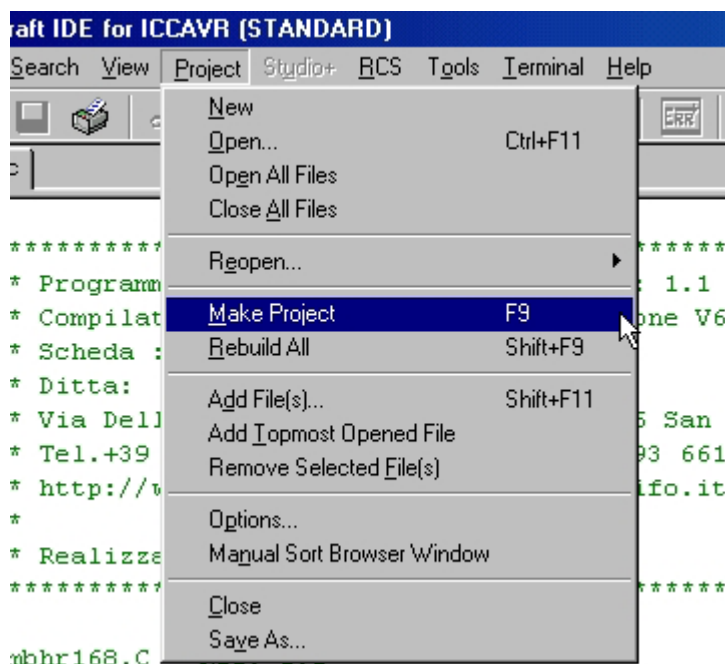 raft IDE for ICCAVR (STANDARD)
Search View Project Studio+ RCS Tools Terminal Help
ERR
c
New
Open... Ctrl+F11
Open All Files
Close All Files
*********** ******
Reopen...
* Programm : 1.1
Make Project F9
* Compilat one V6
Rebuild All Shift+F9
* Scheda :
* Ditta:
Add File(s)... Shift+F11
* Via Dell San
Add Topmost Opened File
* Tel.+39 93 661
Remove Selected File(s)
* http:// ifo.it
*
Options...
* Realizza
Manual Sort Browser Window
*********** ******
Close
Save As...
mbhr168.C